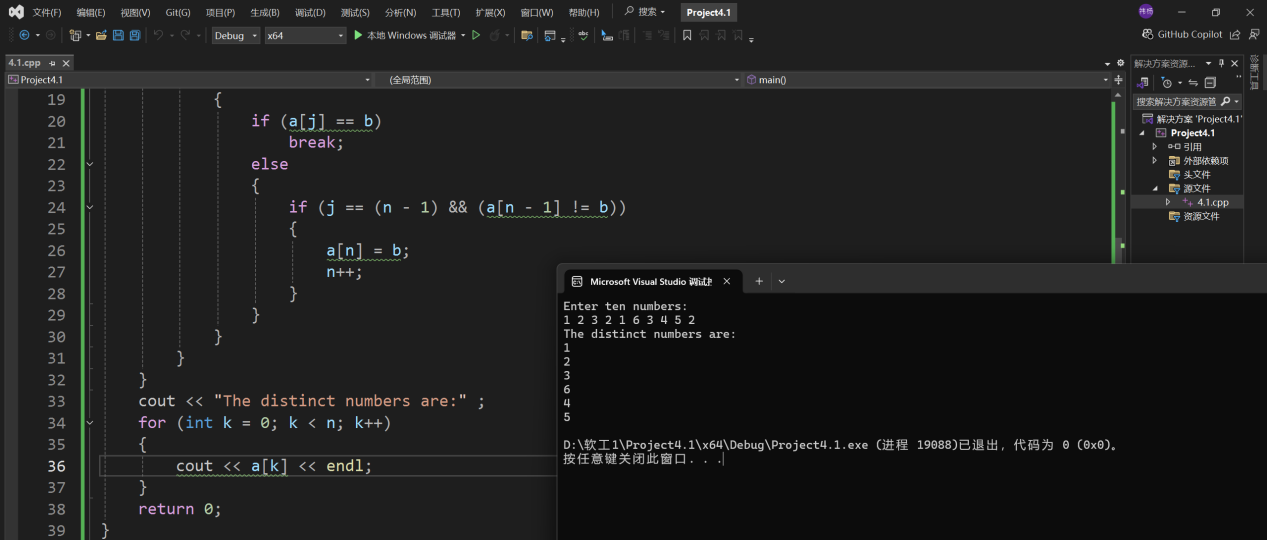 文件(F) 编辑(E) 视图(V) Git(G) 项目(P) 生成(B) 调试(D) 测试(S) 分析(N) 工具(T) 扩展(X) 窗口(W) 帮助(H) 搜索 Project4.1
Debug x64 本地 Windows 调试器 GitHub Copilot
4.1.cpp
Project4.1 (全局范围) main()
19 {
20 if (a[j] == b)
21 break;
22 else
23 {
24 if (j == (n - 1) && (a[n - 1] != b))
25 {
26 a[n] = b;
27 n++;
28 }
29 }
30 }
31 }
32 }
33 cout << "The distinct numbers are:" ;
34 for (int k = 0; k < n; k++)
35 {
36 cout << a[k] << endl;
37 }
38 return 0;
39 }
解决方案资源...
搜索解决方案资源管
解决方案 'Project4.1'
Project4.1
引用
外部依赖项
头文件
源文件
4.1.cpp
资源文件
诊断工具
Microsoft Visual Studio 调试
Enter ten numbers:
1 2 3 2 1 6 3 4 5 2
The distinct numbers are:
1
2
3
6
4
5
D:\软工1\Project4.1\x64\Debug\Project4.1.exe (进程 19088)已退出，代码为 0 (0x0)。
按任意键关闭此窗口. . .